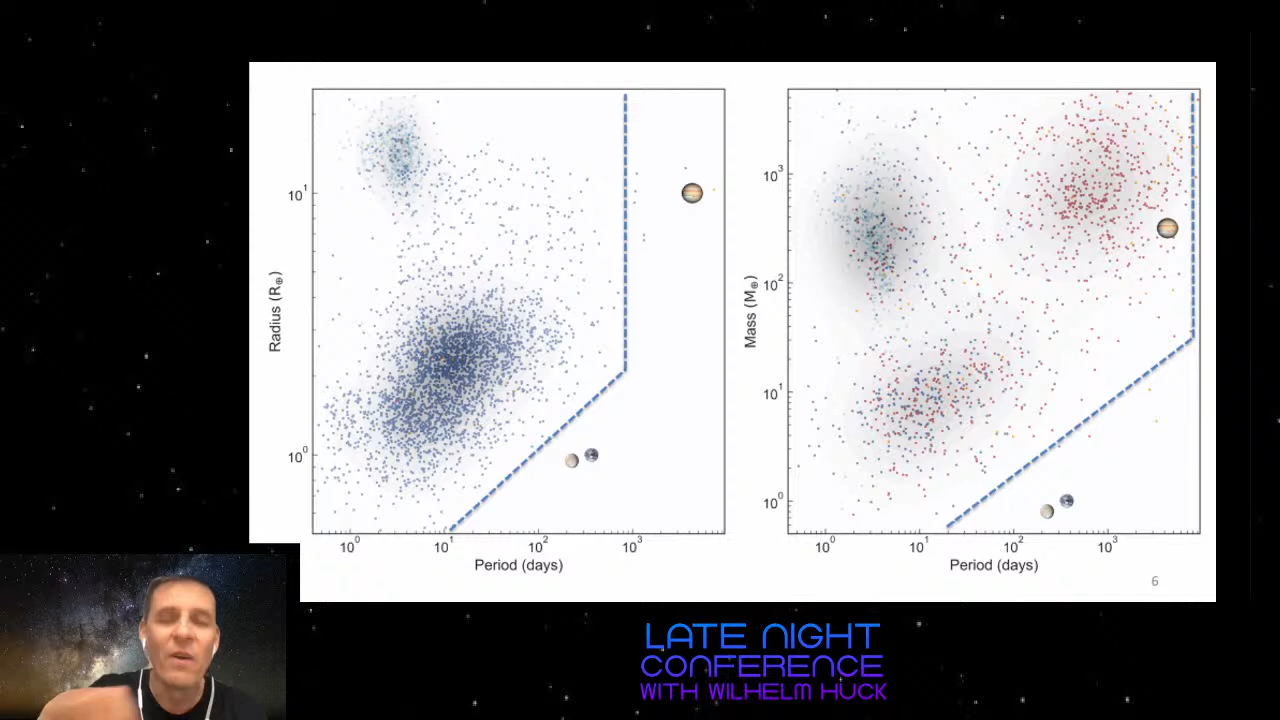 Radius (R⊕)
10¹
10⁰
10⁰ 10¹ 10² 10³
Period (days)
Mass (M⊕)
10³
10²
10¹
10⁰
10⁰ 10¹ 10² 10³
Period (days)
6
LATE NIGHT
CONFERENCE
WITH WILHELM HUCK